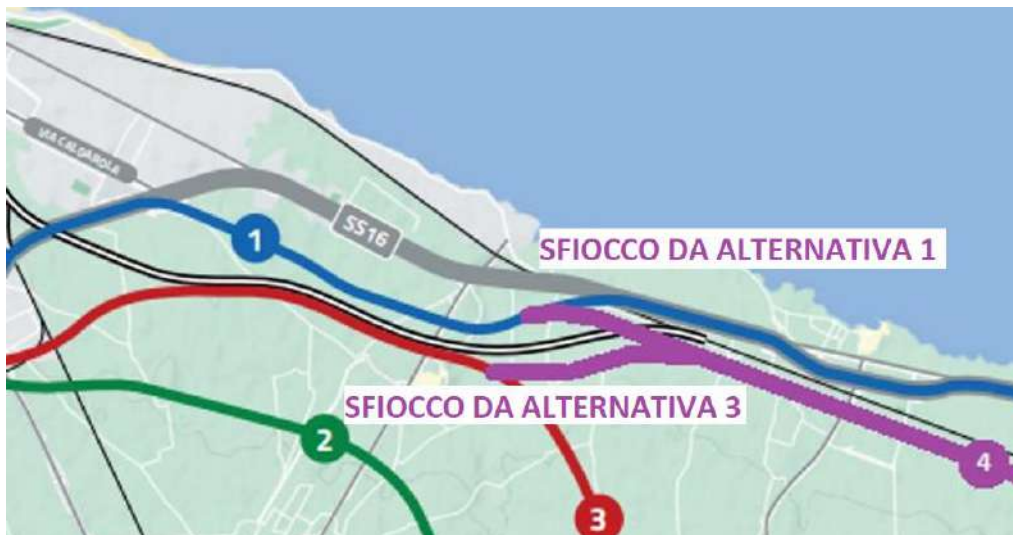 VIA CALDAROLA
1
SS16
SFIOCCO DA ALTERNATIVA 1
SFIOCCO DA ALTERNATIVA 3
2
4
3